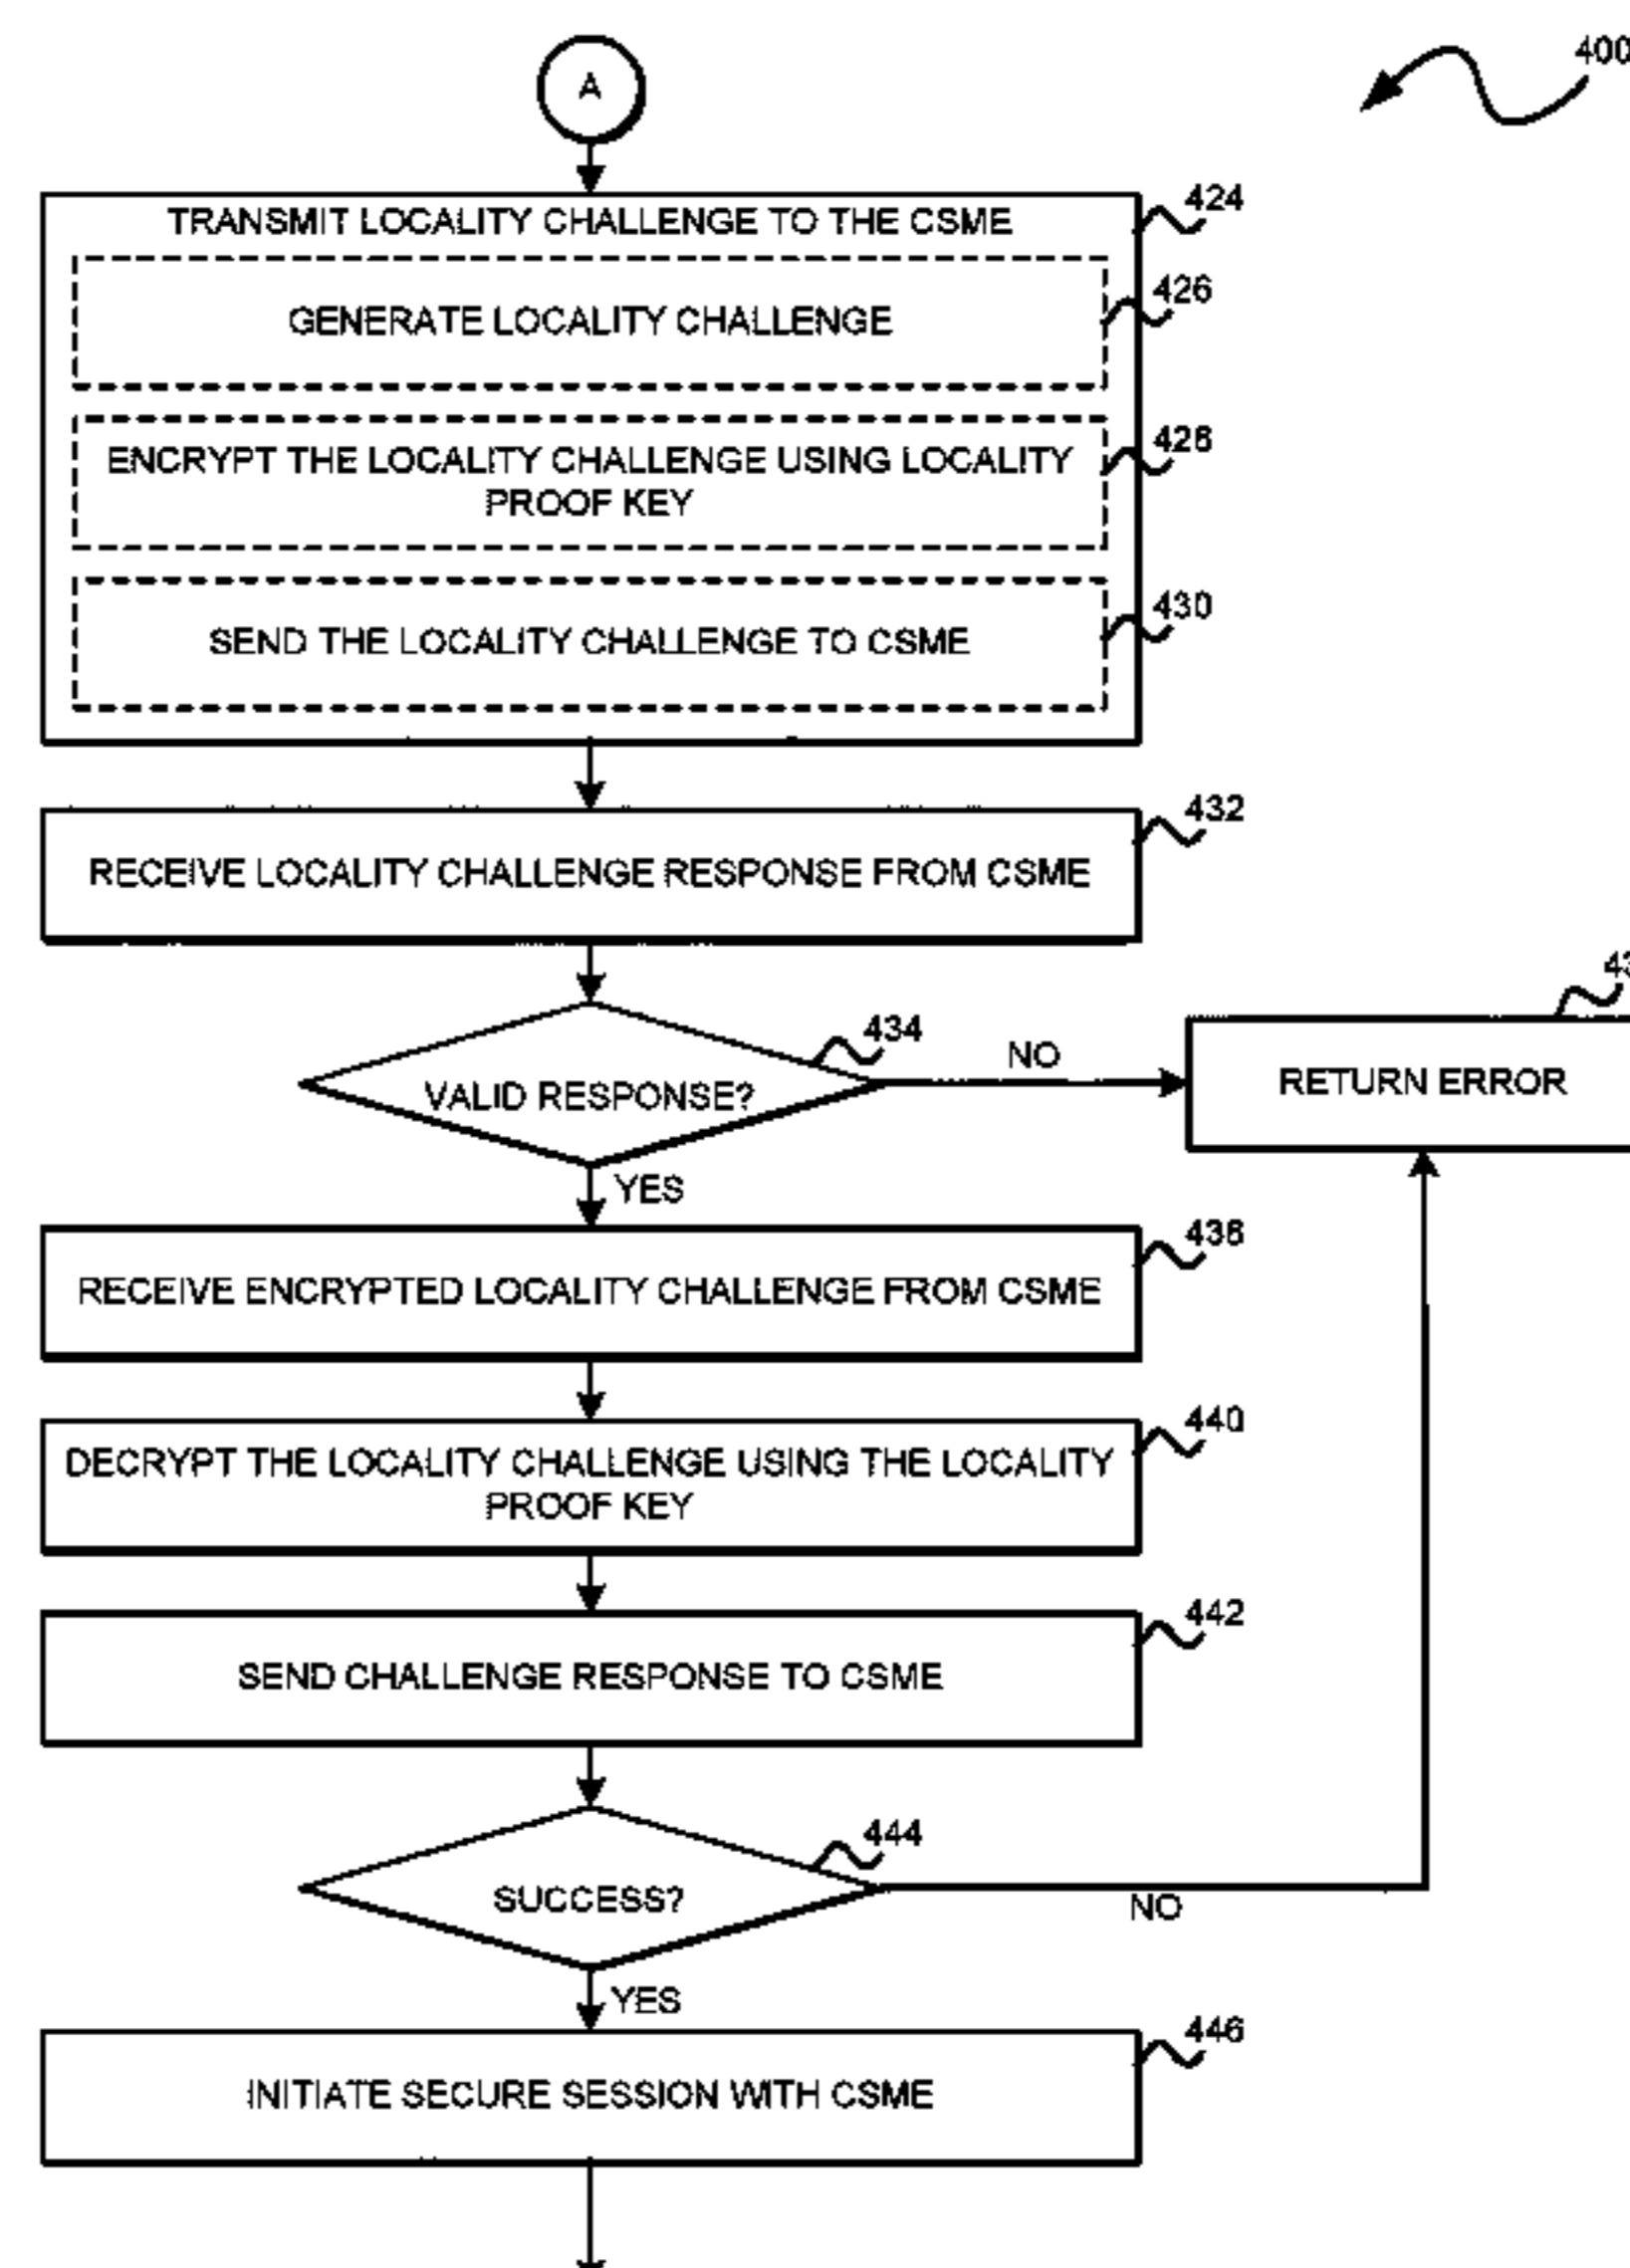 A
400
TRANSMIT LOCALITY CHALLENGE TO THE CSME
424
GENERATE LOCALITY CHALLENGE
426
ENCRYPT THE LOCALITY CHALLENGE USING LOCALITY
PROOF KEY
428
SEND THE LOCALITY CHALLENGE TO CSME
430
RECEIVE LOCALITY CHALLENGE RESPONSE FROM CSME
432
VALID RESPONSE?
434
NO
RETURN ERROR
YES
RECEIVE ENCRYPTED LOCALITY CHALLENGE FROM CSME
438
DECRYPT THE LOCALITY CHALLENGE USING THE LOCALITY
PROOF KEY
440
SEND CHALLENGE RESPONSE TO CSME
442
SUCCESS?
444
NO
YES
INITIATE SECURE SESSION WITH CSME
446